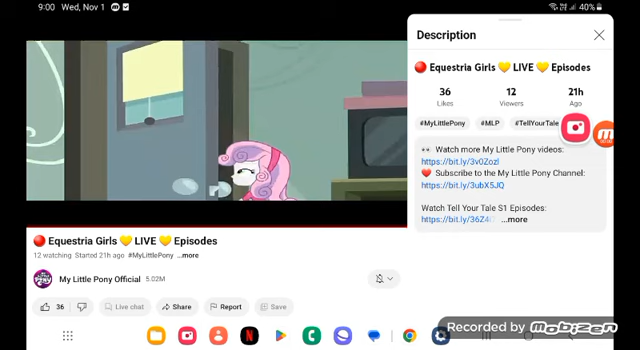 9:00 Wed, Nov 1
40%
Description
🔴 Equestria Girls 💛 LIVE 💛 Episodes
36 12 21h
Likes Viewers Ago
#MyLittlePony #MLP #TellYourTale
👀 Watch more My Little Pony videos:
https://bit.ly/3v0Zozl
❤️ Subscribe to the My Little Pony Channel:
https://bit.ly/3ubX5JQ
Watch Tell Your Tale S1 Episodes:
...more
🔴 Equestria Girls 💛 LIVE 💛 Episodes
12 watching Started 21h ago #MyLittlePony ...more
My Little Pony Official 5.02M
36 Live chat Share Report Save
Recorded by Mobizen